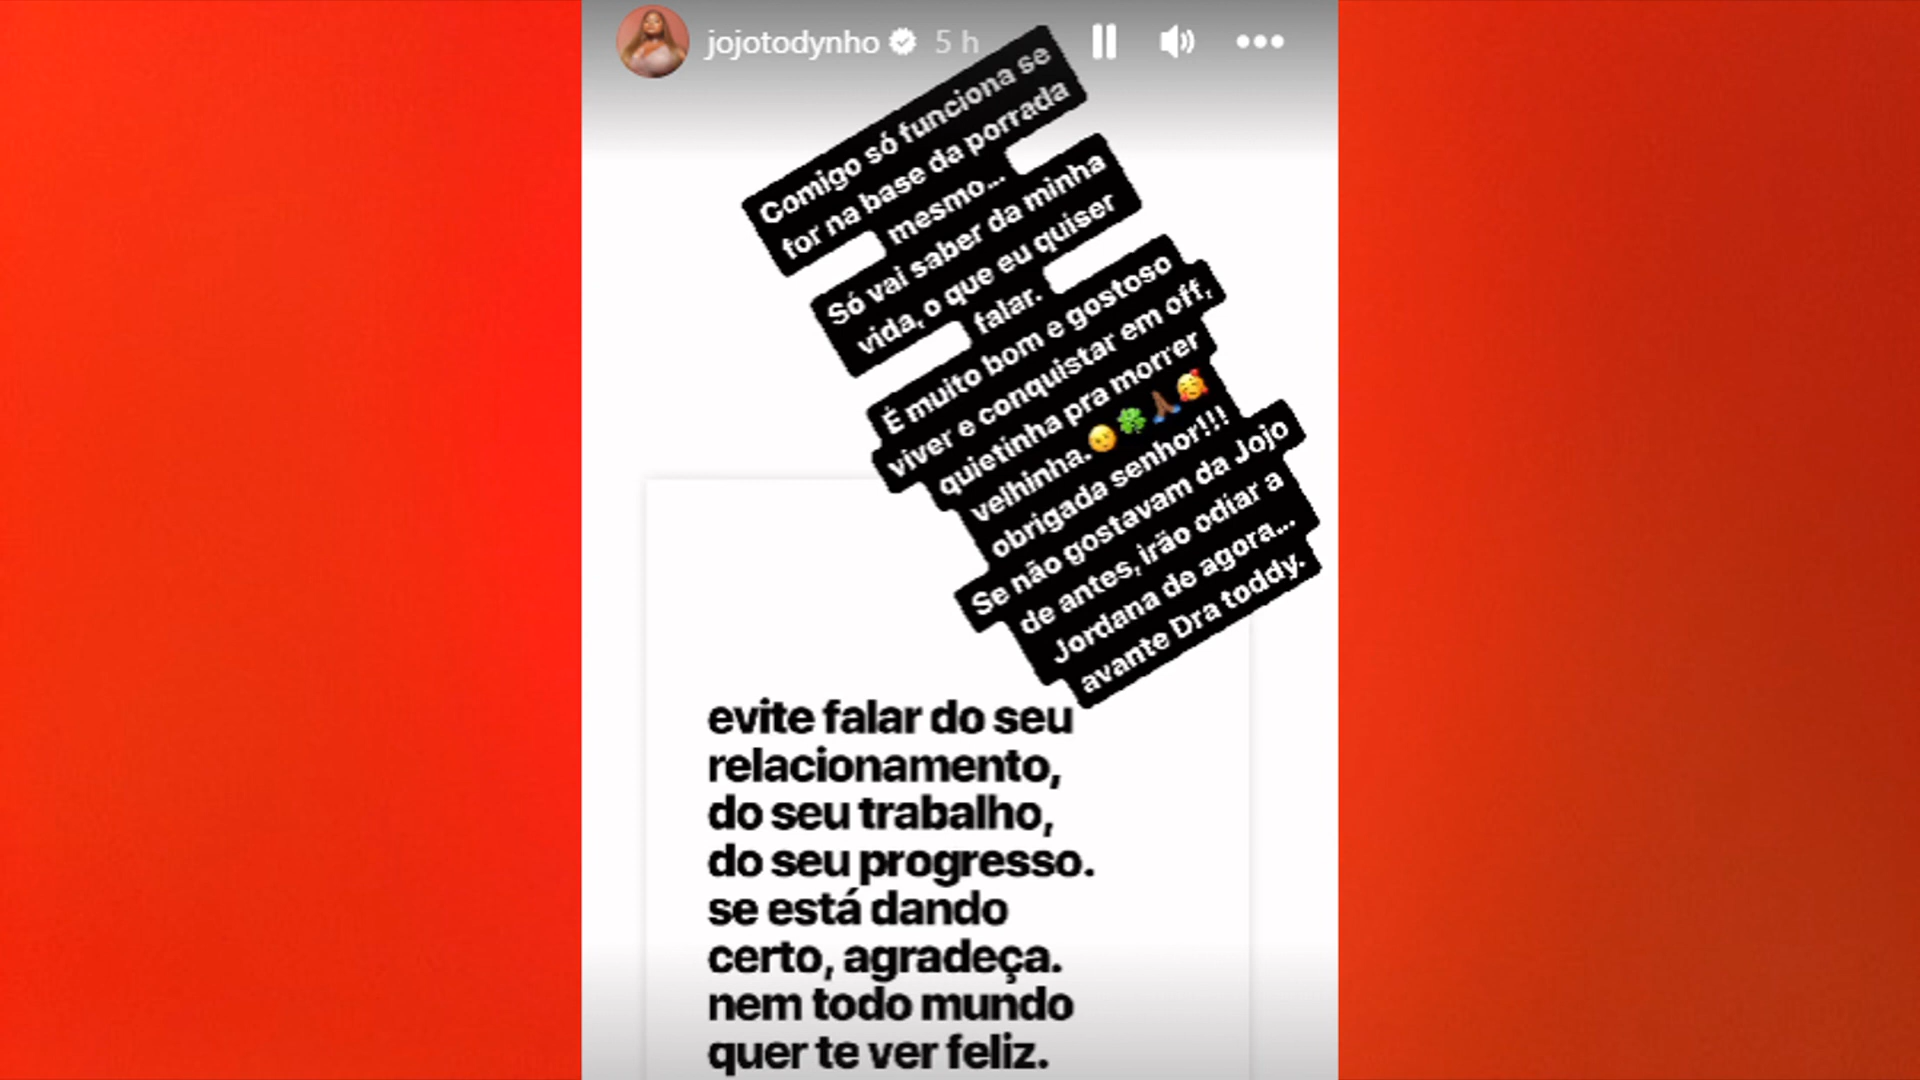 jojotodynho 5 h
Comigo só funciona se
for na base da porrada
mesmo...
Só vai saber da minha
vida, o que eu quiser
falar.
É muito bom e gostoso
viver e conquistar em off,
quietinha pra morrer
velhinha.😉🍀🙏🏾🥰
obrigada senhor!!!
Se não gostavam da Jojo
de antes, irão odiar a
Jordana de agora...
avante Dra toddy.
evite falar do seu
relacionamento,
do seu trabalho,
do seu progresso.
se está dando
certo, agradeça.
nem todo mundo
quer te ver feliz.